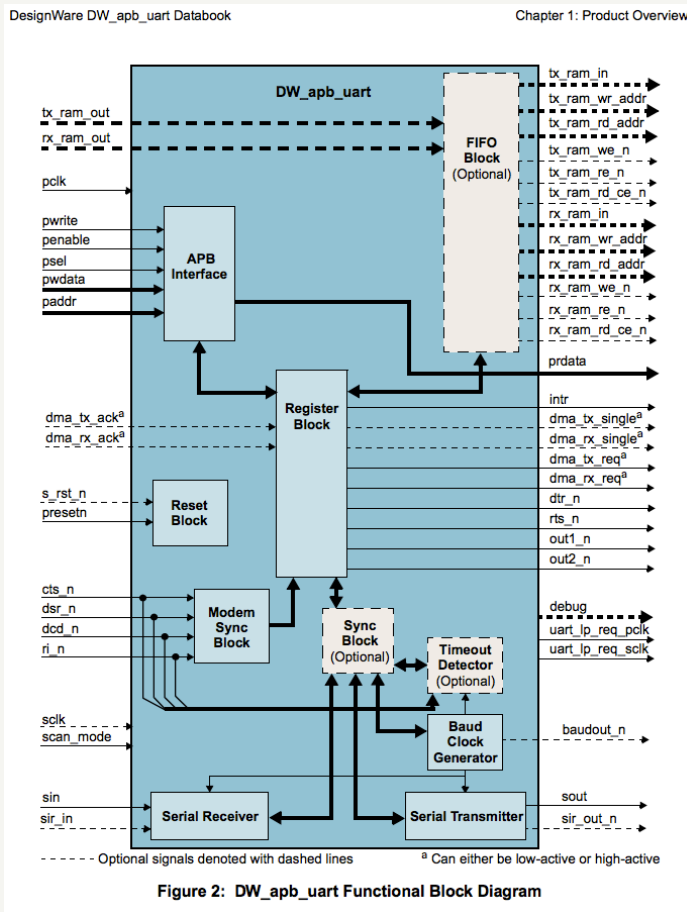 DesignWare DW_apb_uart Databook
Chapter 1: Product Overview
DW_apb_uart
tx_ram_out
rx_ram_out
pclk
pwrite
penable
psel
pwdata
paddr
APB
Interface
FIFO
Block
(Optional)
tx_ram_in
tx_ram_wr_addr
tx_ram_rd_addr
tx_ram_we_n
tx_ram_re_n
tx_ram_rd_ce_n
rx_ram_in
rx_ram_wr_addr
rx_ram_rd_addr
rx_ram_we_n
rx_ram_re_n
rx_ram_rd_ce_n
prdata
dma_tx_ack^a
dma_rx_ack^a
Register
Block
intr
dma_tx_single^a
dma_rx_single^a
dma_tx_req^a
dma_rx_req^a
dtr_n
rts_n
out1_n
out2_n
s_rst_n
presetn
Reset
Block
cts_n
dsr_n
dcd_n
ri_n
Modem
Sync
Block
Sync
Block
(Optional)
Timeout
Detector
(Optional)
debug
uart_lp_req_pclk
uart_lp_req_sclk
sclk
scan_mode
Baud
Clock
Generator
baudout_n
sin
sir_in
Serial Receiver
Serial Transmitter
sout
sir_out_n
- - - - - Optional signals denoted with dashed lines
a Can either be low-active or high-active
Figure 2: DW_apb_uart Functional Block Diagram